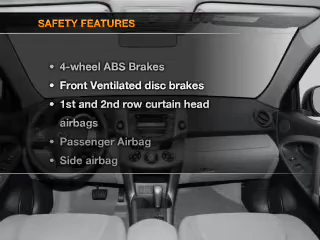 SAFETY FEATURES
• 4-wheel ABS Brakes
• Front Ventilated disc brakes
• 1st and 2nd row curtain head
airbags
• Passenger Airbag
• Side airbag